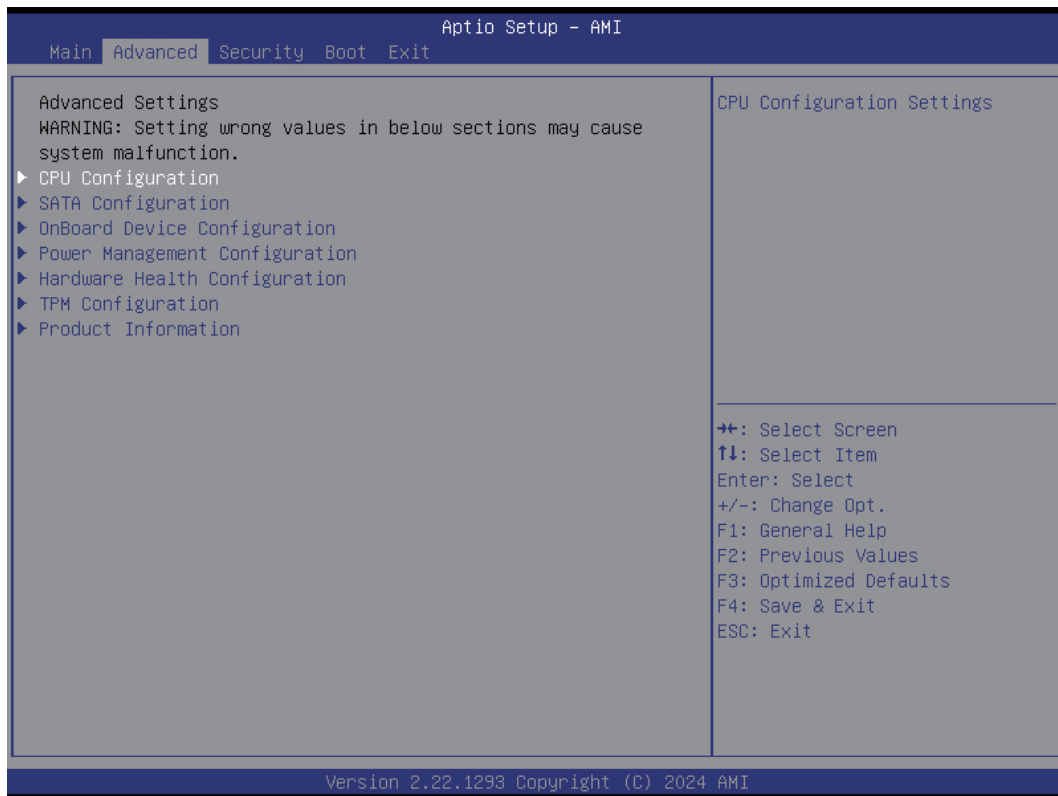 Aptio Setup – AMI
Main Advanced Security Boot Exit
Advanced Settings
WARNING: Setting wrong values in below sections may cause
system malfunction.
▶ CPU Configuration
▶ SATA Configuration
▶ OnBoard Device Configuration
▶ Power Management Configuration
▶ Hardware Health Configuration
▶ TPM Configuration
▶ Product Information
CPU Configuration Settings
→←: Select Screen
↑↓: Select Item
Enter: Select
+/-: Change Opt.
F1: General Help
F2: Previous Values
F3: Optimized Defaults
F4: Save & Exit
ESC: Exit
Version 2.22.1293 Copyright (C) 2024 AMI